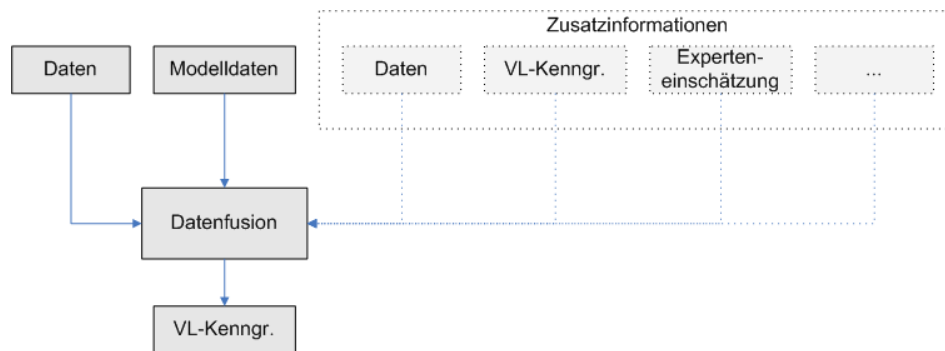 Zusatzinformationen
Daten
Modelldaten
Daten
VL-Kenngr.
Experten-
einschätzung
...
Datenfusion
VL-Kenngr.